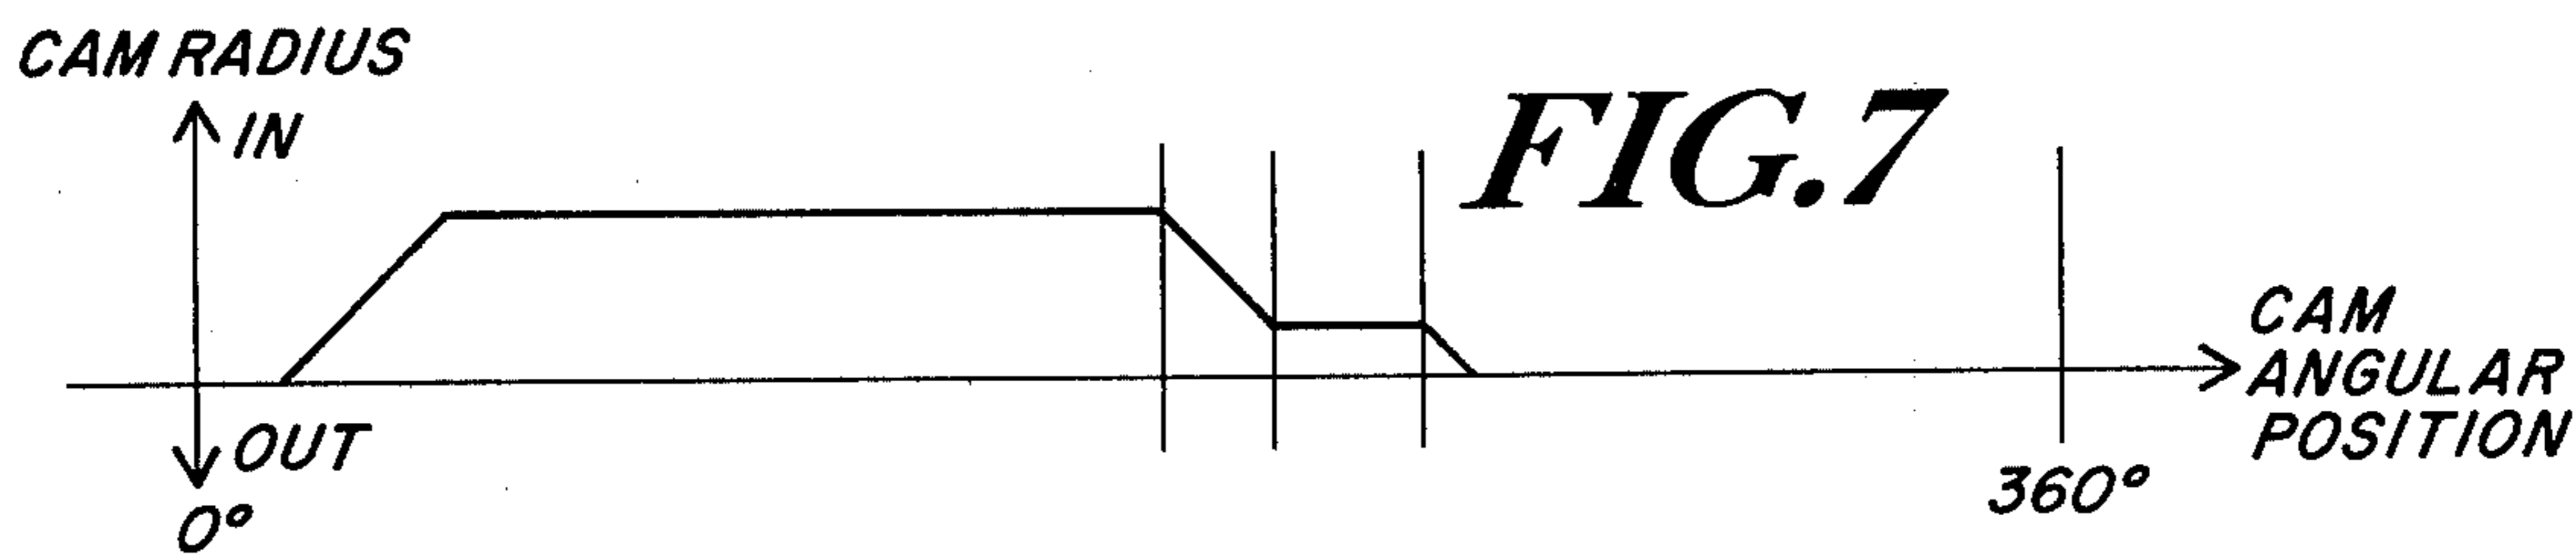 CAM RADIUS
IN
FIG.7
OUT
0°
CAM
ANGULAR
POSITION
360°